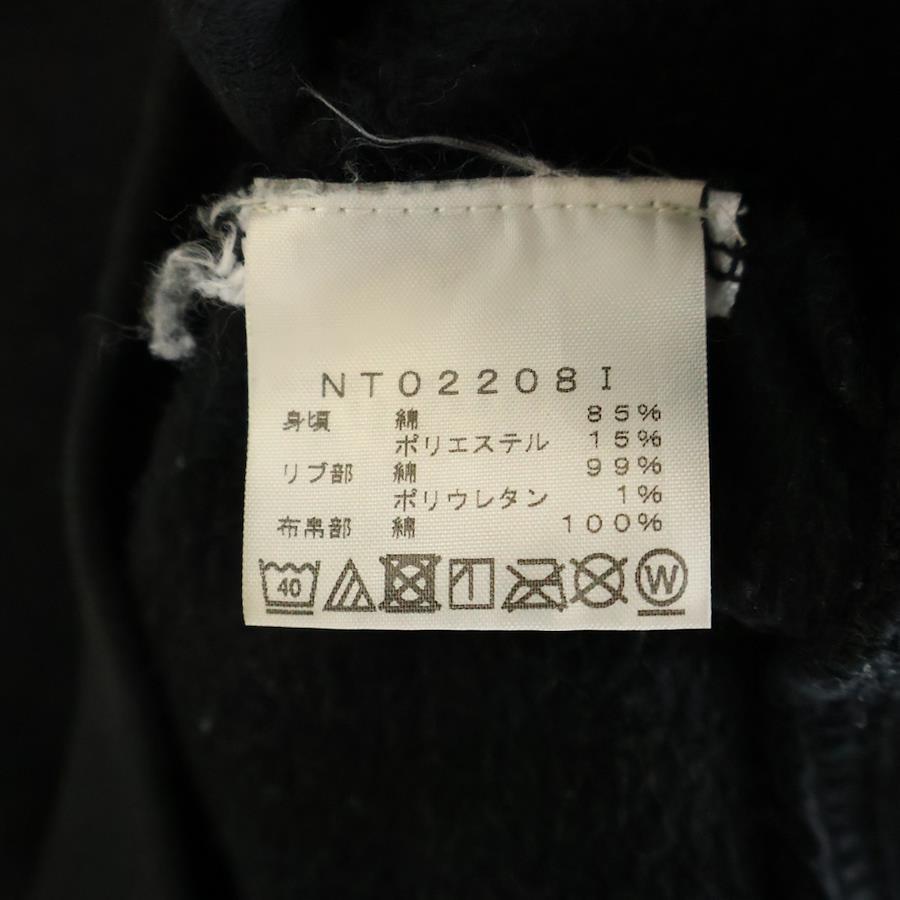 NT02208I
身頃 綿 85%
ポリエステル 15%
リブ部 綿 99%
ポリウレタン 1%
布帛部 綿 100%
40 W